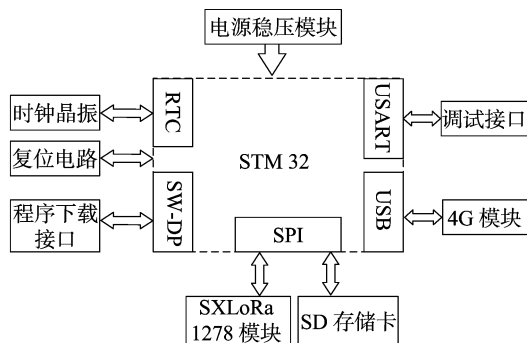 电源稳压模块
时钟晶振
RTC
USART
调试接口
复位电路
STM 32
程序下载
接口
SW-DP
USB
4G 模块
SPI
SXLoRa
1278 模块
SD 存储卡